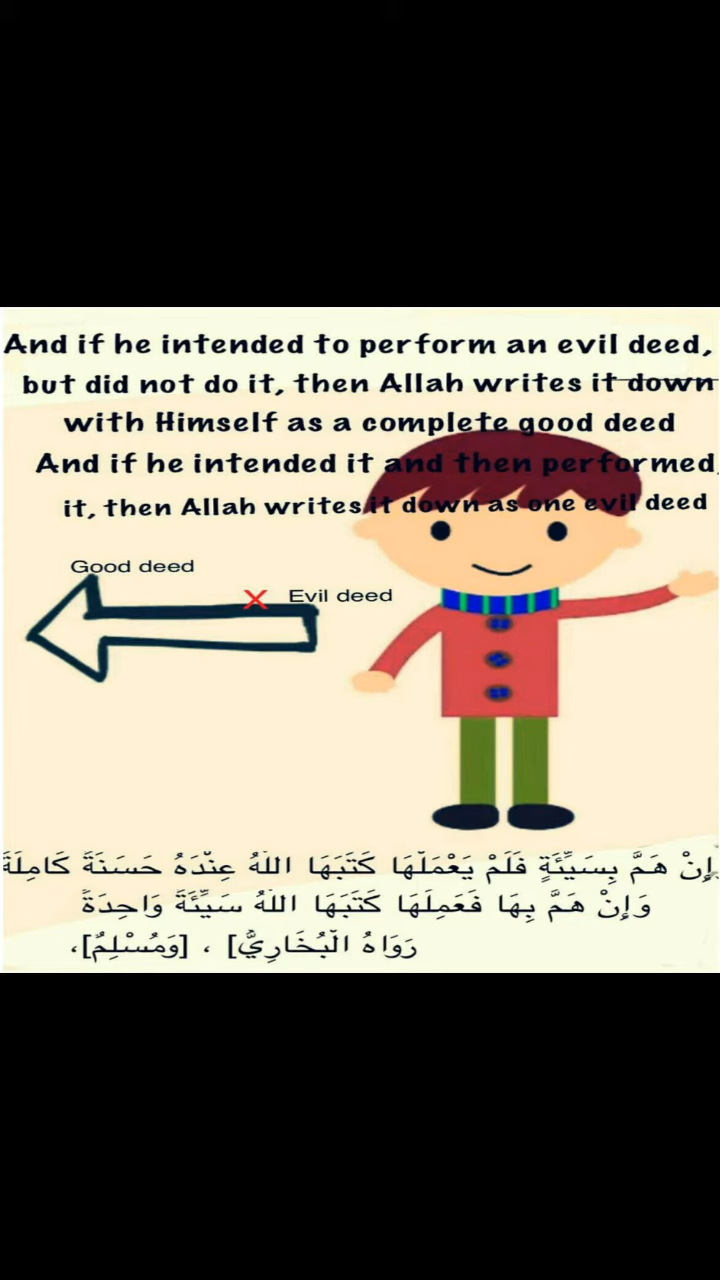 And if he intended to perform an evil deed,
but did not do it, then Allah writes it down
with Himself as a complete good deed
And if he intended it and then performed
it, then Allah writes it down as one evil deed
Good deed
X Evil deed
إِنْ هَمَّ بِسَيِّئَةٍ فَلَمْ يَعْمَلْهَا كَتَبَهَا اللَّهُ عِنْدَهُ حَسَنَةً كَامِلَةً
وَإِنْ هَمَّ بِهَا فَعَمِلَهَا كَتَبَهَا اللَّهُ سَيِّئَةً وَاحِدَةً
رَوَاهُ الْبُخَارِيُّ] ، [وَمُسْلِمٌ]،